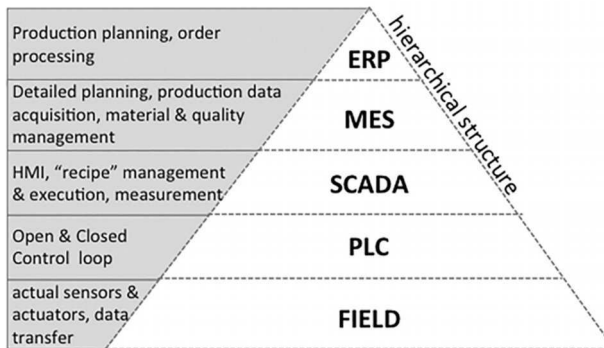 Production planning, order
processing
ERP
hierarchical structure
Detailed planning, production data
acquisition, material & quality
management
MES
HMI, “recipe” management
& execution, measurement
SCADA
Open & Closed
Control loop
PLC
actual sensors &
actuators, data
transfer
FIELD